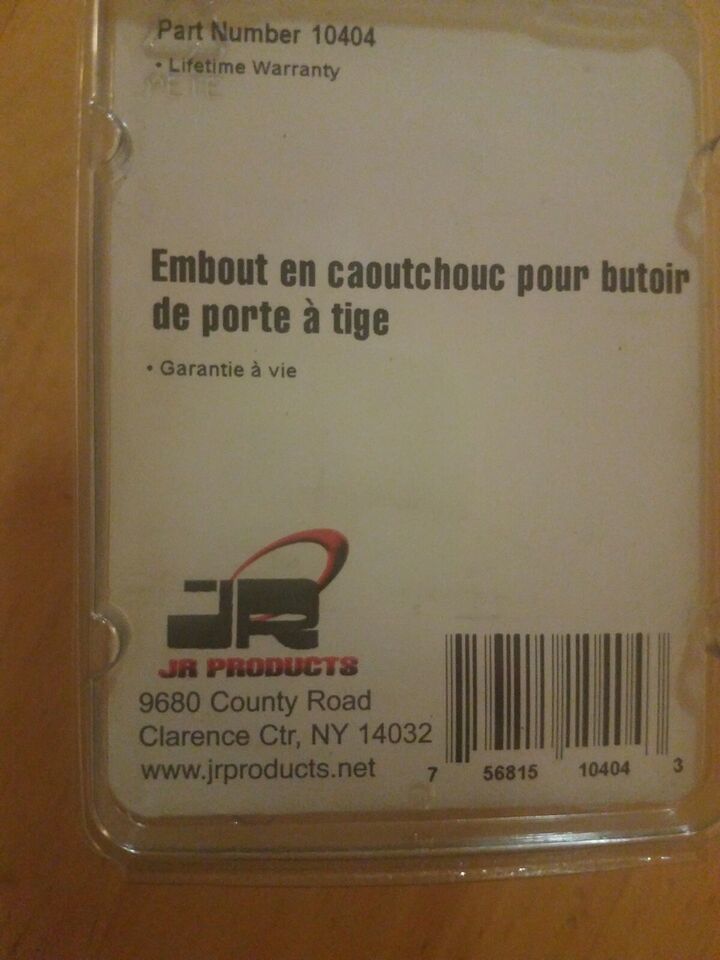 Part Number 10404
• Lifetime Warranty
Embout en caoutchouc pour butoir
de porte à tige
• Garantie à vie
JR
JR PRODUCTS
9680 County Road
Clarence Ctr, NY 14032
www.jrproducts.net
7 56815 10404 3